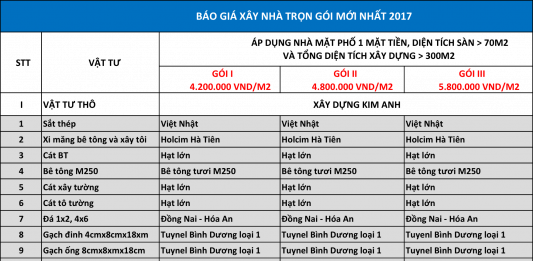 BÁO GIÁ XÂY NHÀ TRỌN GÓI MỚI NHẤT 2017
STT VẬT TƯ ÁP DỤNG NHÀ MẶT PHỐ 1 MẶT TIỀN, DIỆN TÍCH SÀN > 70M2
VÀ TỔNG DIỆN TÍCH XÂY DỰNG > 300M2
GÓI I GÓI II GÓI III
4.200.000 VND/M2 4.800.000 VND/M2 5.800.000 VND/M2
I VẬT TƯ THÔ XÂY DỰNG KIM ANH
1 Sắt thép Việt Nhật Việt Nhật Việt Nhật
2 Xi măng bê tông và xây tôi Holcim Hà Tiên Holcim Hà Tiên Holcim Hà Tiên
3 Cát BT Hạt lớn Hạt lớn Hạt lớn
4 Bê tông M250 Bê tông tươi M250 Bê tông tươi M250 Bê tông tươi M250
5 Cát xây tường Hạt lớn Hạt lớn Hạt lớn
6 Cát tô tường Hạt lớn Hạt lớn Hạt lớn
7 Đá 1x2, 4x6 Đồng Nai - Hóa An Đồng Nai - Hóa An Đồng Nai - Hóa An
8 Gạch đinh 4cmx8cmx18xm Tuynel Bình Dương loại 1 Tuynel Bình Dương loại 1 Tuynel Bình Dương loại 1
9 Gạch ống 8cmx8xmx18cm Tuynel Bình Dương loại 1 Tuynel Bình Dương loại 1 Tuynel Bình Dương loại 1